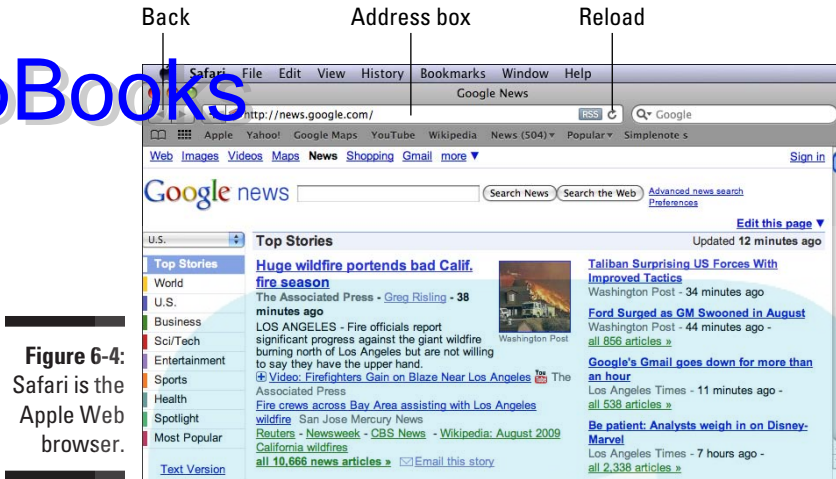 Back Address box Reload
oBooks
Safari File Edit View History Bookmarks Window Help
Google News
http://news.google.com/ RSS Google
Apple Yahoo! Google Maps YouTube Wikipedia News (504) Popular Simplenote s
Web Images Videos Maps News Shopping Gmail more ▼ Sign in
Google news Search News Search the Web Advanced news search
Preferences
Edit this page ▼
U.S. Top Stories Updated 12 minutes ago
Top Stories
World
U.S.
Business
Sci/Tech
Entertainment
Sports
Health
Spotlight
Most Popular
Text Version
Huge wildfire portends bad Calif.
fire season
The Associated Press - Greg Risling - 38
minutes ago
LOS ANGELES - Fire officials report
significant progress against the giant wildfire
burning north of Los Angeles but are not willing
to say they have the upper hand.
Video: Firefighters Gain on Blaze Near Los Angeles You Tube The
Associated Press
Fire crews across Bay Area assisting with Los Angeles
wildfire San Jose Mercury News
Reuters - Newsweek - CBS News - Wikipedia: August 2009
California wildfires
all 10,666 news articles » Email this story
Washington Post
Taliban Surprising US Forces With
Improved Tactics
Washington Post - 34 minutes ago
Ford Surged as GM Swooned in August
Washington Post - 44 minutes ago -
all 856 articles »
Google's Gmail goes down for more than
an hour
Los Angeles Times - 11 minutes ago -
all 538 articles »
Be patient: Analysts weigh in on Disney-
Marvel
Los Angeles Times - 7 hours ago -
all 2,338 articles »
Figure 6-4:
Safari is the
Apple Web
browser.